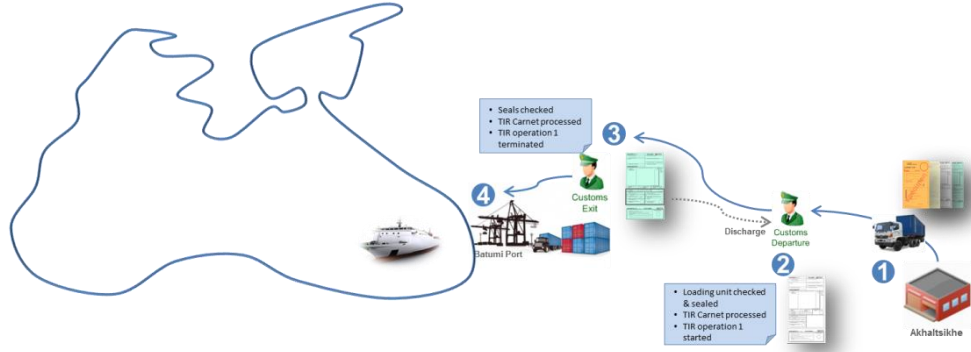 • Seals checked
• TIR Carnet processed
• TIR operation 1
terminated
3
4
Customs
Exit
Batumi Port
Discharge
Customs
Departure
2
1
• Loading unit checked
& sealed
• TIR Carnet processed
• TIR operation 1
started
Akhaltsikhe